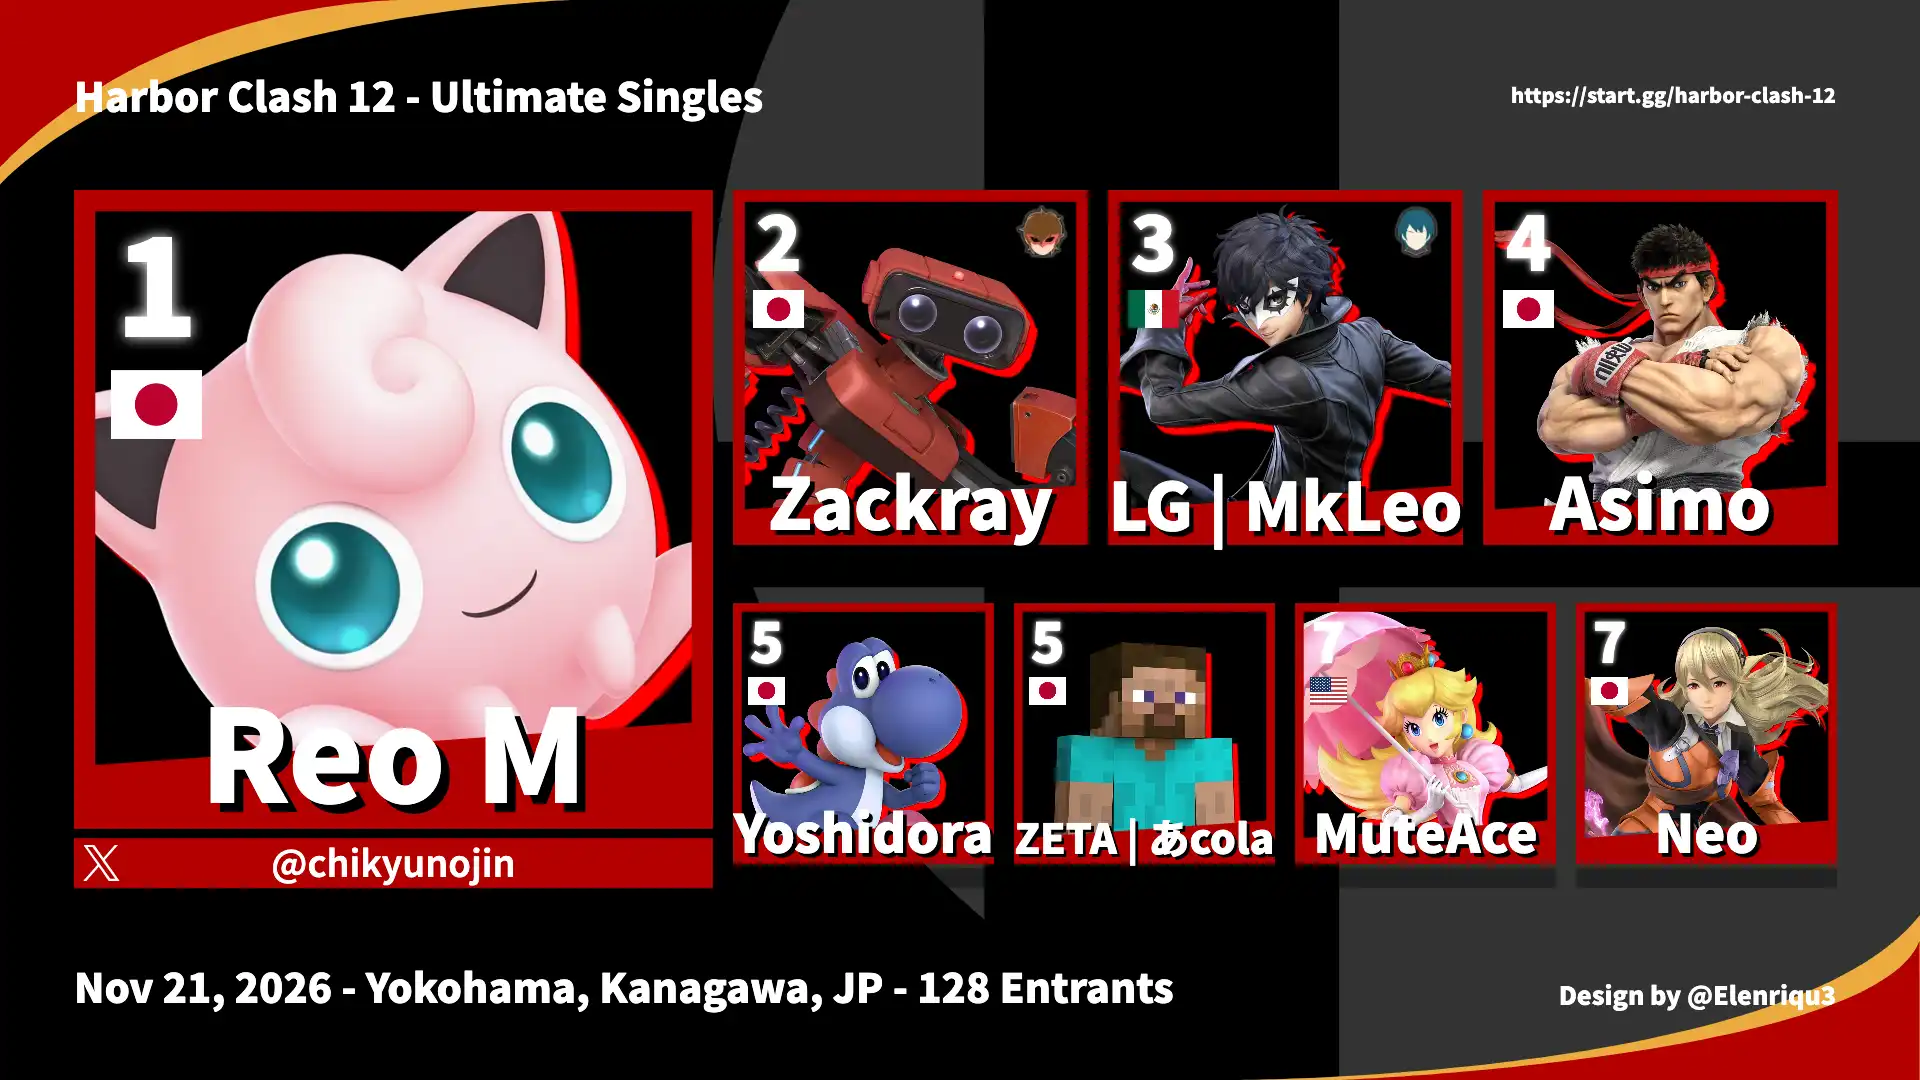 Harbor Clash 12 - Ultimate Singles
https://start.gg/harbor-clash-12
1
Reo M
@chikyunojin
2
Zackray
3
LG | MkLeo
4
Asimo
5
Yoshidora
5
ZETA | あcola
7
MuteAce
7
Neo
Nov 21, 2026 - Yokohama, Kanagawa, JP - 128 Entrants
Design by @Elenriqu3